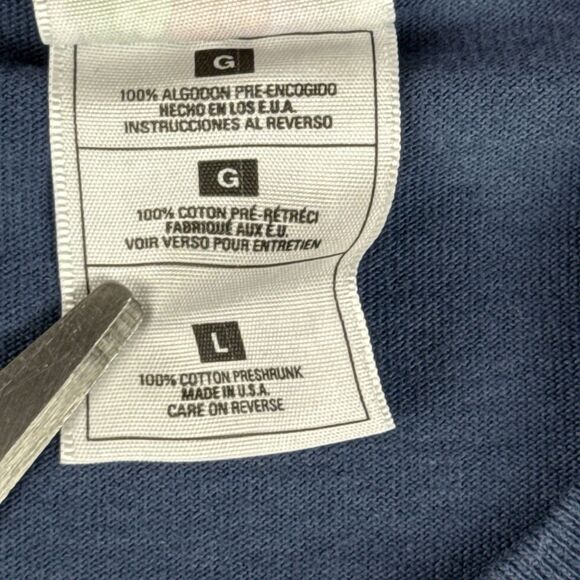 G
100% ALGODON PRE-ENCOGIDO
HECHO EN LOS E.U.A.
INSTRUCCIONES AL REVERSO
G
100% COTON PRÉ-RÉTRÉCI
FABRIQUÉ AUX É.U.
VOIR VERSO POUR ENTRETIEN
L
100% COTTON PRESHRUNK
MADE IN U.S.A.
CARE ON REVERSE